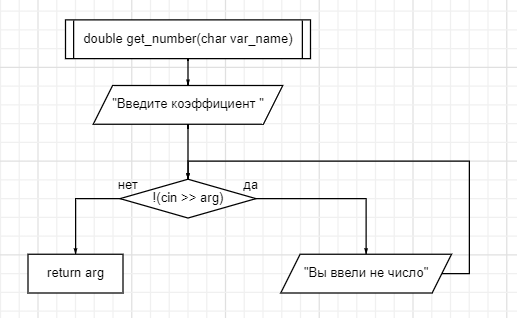 double get_number(char var_name)
"Введите коэффициент "
нет
да
!(cin >> arg)
return arg
"Вы ввели не число"